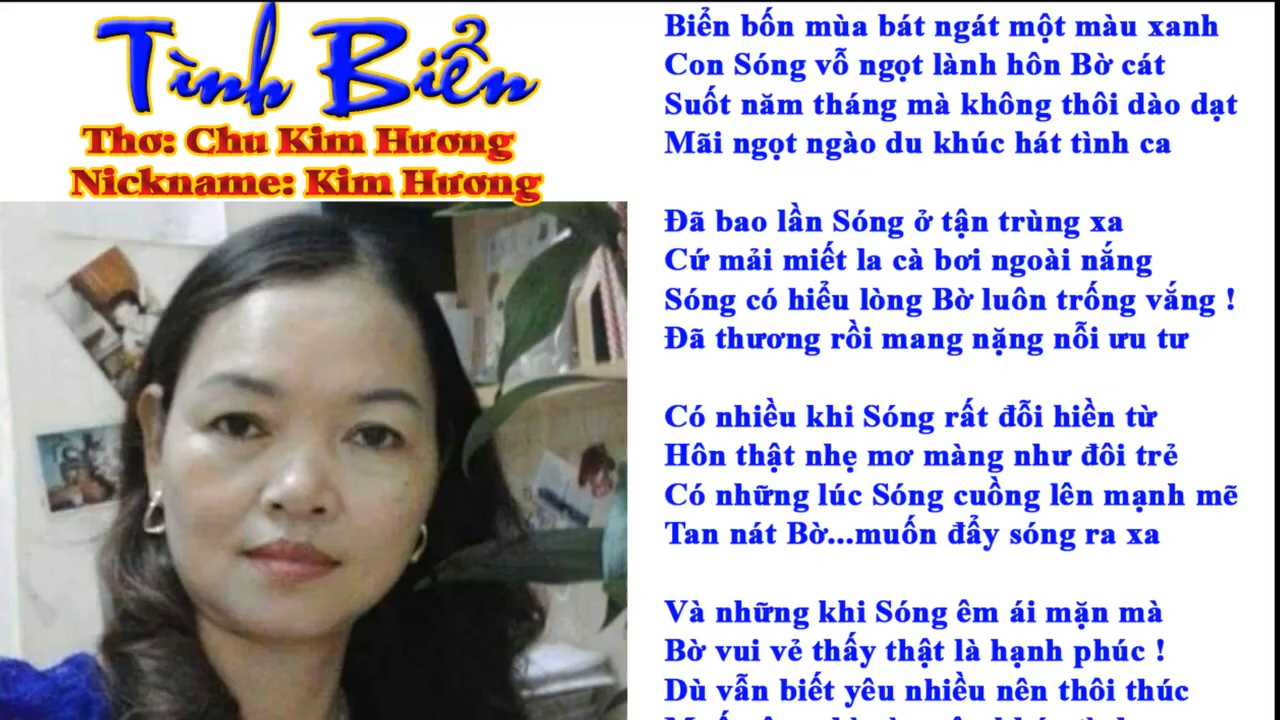 Tình Biển
Thơ: Chu Kim Hương
Nickname: Kim Hương
Biển bốn mùa bát ngát một màu xanh
Con Sóng vỗ ngọt lành hôn Bờ cát
Suốt năm tháng mà không thôi dào dạt
Mãi ngọt ngào du khúc hát tình ca
Đã bao lần Sóng ở tận trùng xa
Cứ mải miết la cà bơi ngoài nắng
Sóng có hiểu lòng Bờ luôn trống vắng !
Đã thương rồi mang nặng nỗi ưu tư
Có nhiều khi Sóng rất đỗi hiền từ
Hôn thật nhẹ mơ màng như đôi trẻ
Có những lúc Sóng cuồng lên mạnh mẽ
Tan nát Bờ...muốn đẩy sóng ra xa
Và những khi Sóng êm ái mặn mà
Bờ vui vẻ thấy thật là hạnh phúc !
Dù vẫn biết yêu nhiều nên thôi thúc